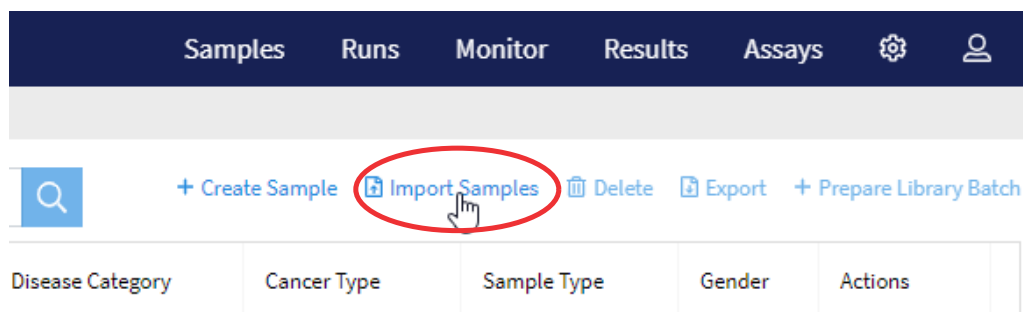 Samples Runs Monitor Results Assays
+ Create Sample Import Samples Delete Export + Prepare Library Batch
Disease Category Cancer Type Sample Type Gender Actions